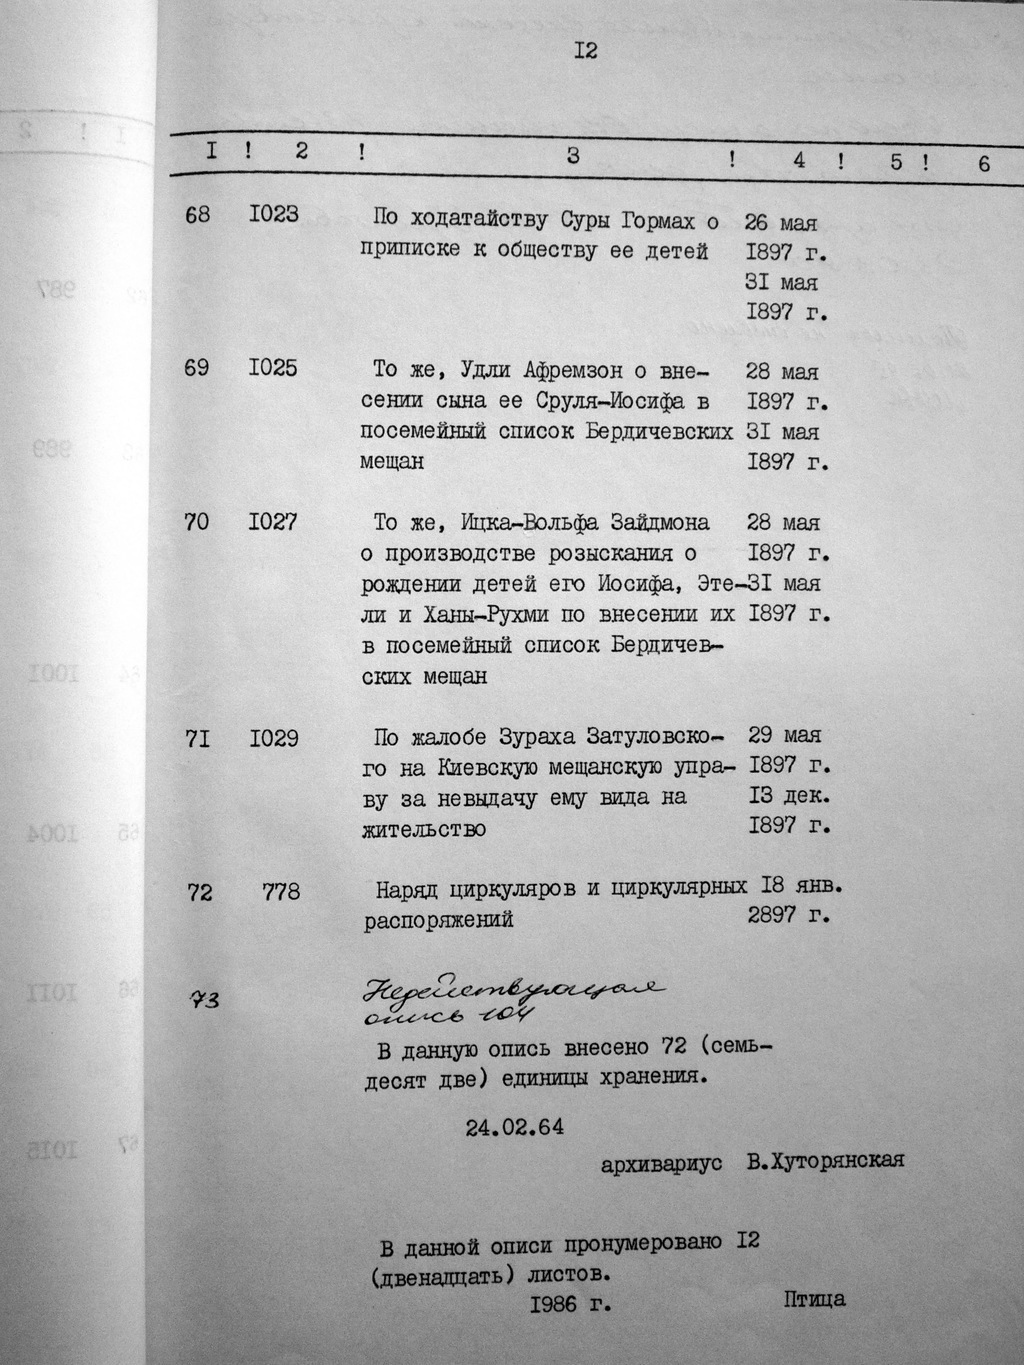 I2
I ! 2 ! 3 ! 4 ! 5 ! 6
68 I023 По ходатайству Суры Гормах о 26 мая
приписке к обществу ее детей I897 г.
3I мая
I897 г.
69 I025 То же, Удли Афремзон о вне- 28 мая
сении сына ее Сруля-Иосифа в I897 г.
посемейный список Бердичевских 3I мая
мещан I897 г.
70 I027 То же, Ицка-Вольфа Зайдмона 28 мая
о производстве розыскания о I897 г.
рождении детей его Иосифа, Эте- 3I мая
ли и Ханы-Рухми по внесении их I897 г.
в посемейный список Бердичев-
ских мещан
7I I029 По жалобе Зураха Затуловско- 29 мая
го на Киевскую мещанскую упра- I897 г.
ву за невыдачу ему вида на I3 дек.
жительство I897 г.
72 778 Наряд циркуляров и циркулярных I8 янв.
распоряжений 2897 г.
73 Недействующая
опись
В данную опись внесено 72 (семь-
десят две) единицы хранения.
24.02.64
архивариус В.Хуторянская
В данной описи пронумеровано I2
(двенадцать) листов.
I986 г. Птица